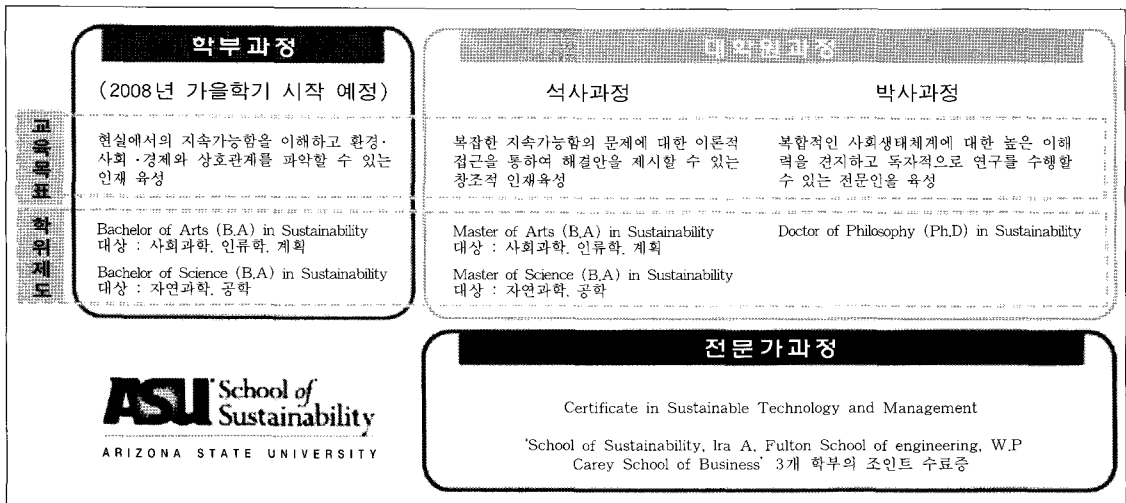 학부과정
(2008년 가을학기 시작 예정)
대학원과정
석사과정
박사과정
교육목표
현실에서의 지속가능함을 이해하고 환경·
사회·경제와 상호관계를 파악할 수 있는
인재 육성
복잡한 지속가능함의 문제에 대한 이론적
접근을 통하여 해결안을 제시할 수 있는
창조적 인재육성
복합적인 사회생태체계에 대한 높은 이해
력을 견지하고 독자적으로 연구를 수행할
수 있는 전문인을 육성
학위제도
Bachelor of Arts (B.A) in Sustainability
대상 : 사회과학, 인류학, 계획
Bachelor of Science (B.A) in Sustainability
대상 : 자연과학, 공학
Master of Arts (B.A) in Sustainability
대상 : 사회과학, 인류학, 계획
Master of Science (B.A) in Sustainability
대상 : 자연과학, 공학
Doctor of Philosophy (Ph.D) in Sustainability
ASU School of
Sustainability
ARIZONA STATE UNIVERSITY
전문가과정
Certificate in Sustainable Technology and Management
'School of Sustainability, Ira A. Fulton School of engineering, W.P
Carey School of Business' 3개 학부의 조인트 수료증